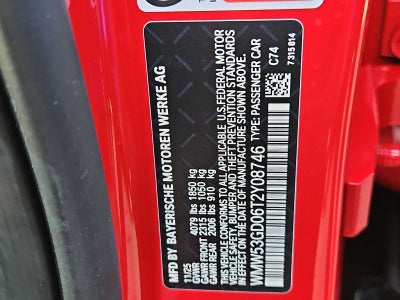 MFD BY BAYERISCHE MOTOREN WERKE AG
11/25
GVWR 4079 lbs 1850 kg
GAWR FRONT 2315 lbs 1050 kg
GAWR REAR 2006 lbs 910 kg
THIS VEHICLE CONFORMS TO ALL APPLICABLE U.S.FEDERAL MOTOR
VEHICLE SAFETY, BUMPER AND THEFT PREVENTION STANDARDS
IN EFFECT ON THE DATE OF MANUFACTURE SHOWN ABOVE.
WMW53GD06T2Y08746 TYPE: PASSENGER CAR
C74
7315814